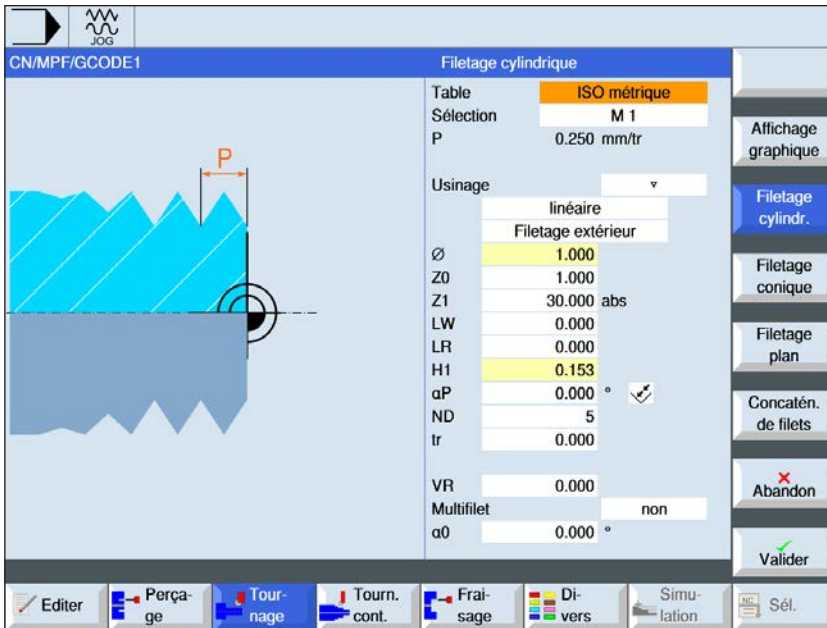 JOG
CN/MPF/GCODE1
Filetage cylindrique
P
Table ISO métrique
Sélection M 1
P 0.250 mm/tr
Usinage ▿
linéaire
Filetage extérieur
Ø 1.000
Z0 1.000
Z1 30.000 abs
LW 0.000
LR 0.000
H1 0.153
αP 0.000 °
ND 5
tr 0.000
VR 0.000
Multifilet non
α0 0.000 °
Affichage
graphique
Filetage
cylindr.
Filetage
conique
Filetage
plan
Concatén.
de filets
Abandon
Valider
Editer
Perça-
ge
Tour-
nage
Tourn.
cont.
Frai-
sage
Di-
vers
Simu-
lation
NC
Sél.